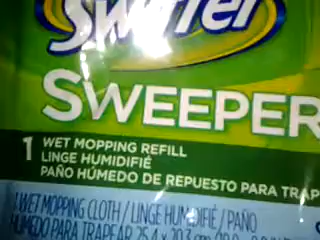 Swiffer
SWEEPER
1 WET MOPPING REFILL
LINGE HUMIDIFIÉ
PAÑO HÚMEDO DE REPUESTO PARA TRAP
1 WET MOPPING CLOTH / LINGE HUMIDIFIÉ / PAÑO
HÚMEDO PARA TRAPEAR 25.4 x 20.3 cm